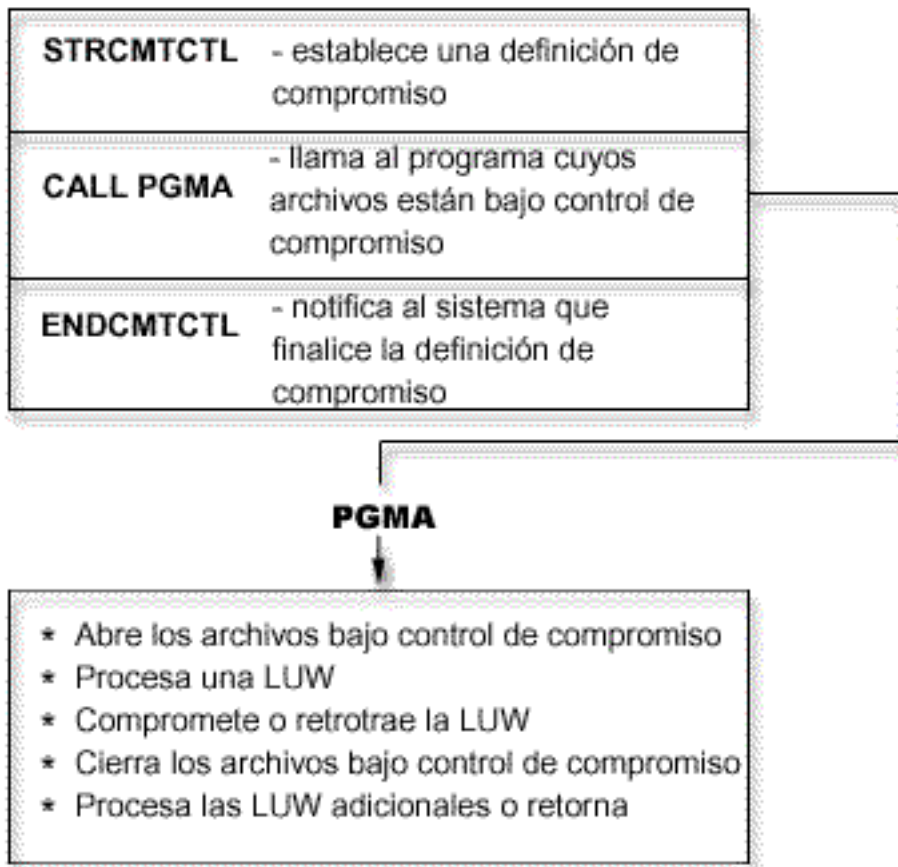 STRCMTCTL - establece una definición de
compromiso
CALL PGMA - llama al programa cuyos
archivos están bajo control de
compromiso
ENDCMTCTL - notifica al sistema que
finalice la definición de
compromiso
PGMA
* Abre los archivos bajo control de compromiso
* Procesa una LUW
* Compromete o retrotrae la LUW
* Cierra los archivos bajo control de compromiso
* Procesa las LUW adicionales o retorna